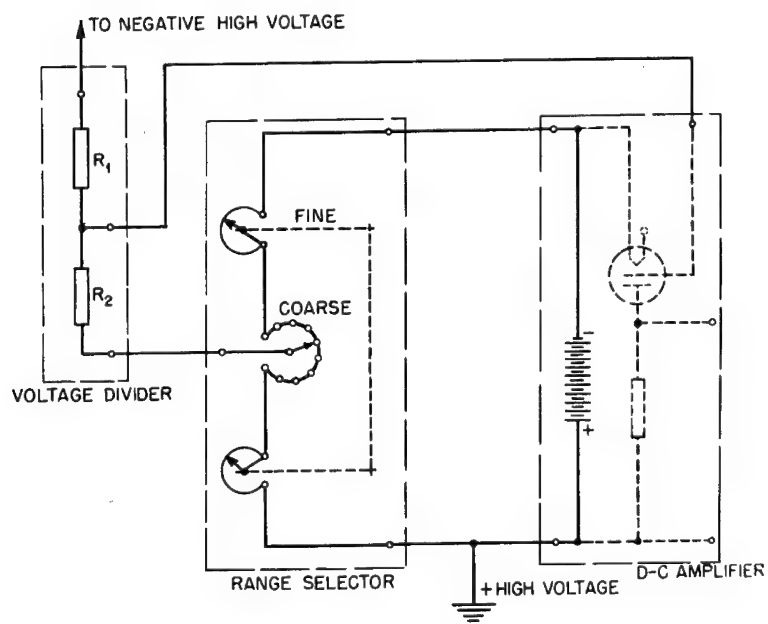 TO NEGATIVE HIGH VOLTAGE
R1
FINE
R2
COARSE
VOLTAGE DIVIDER
-
+
RANGE SELECTOR
+HIGH VOLTAGE
D-C AMPLIFIER